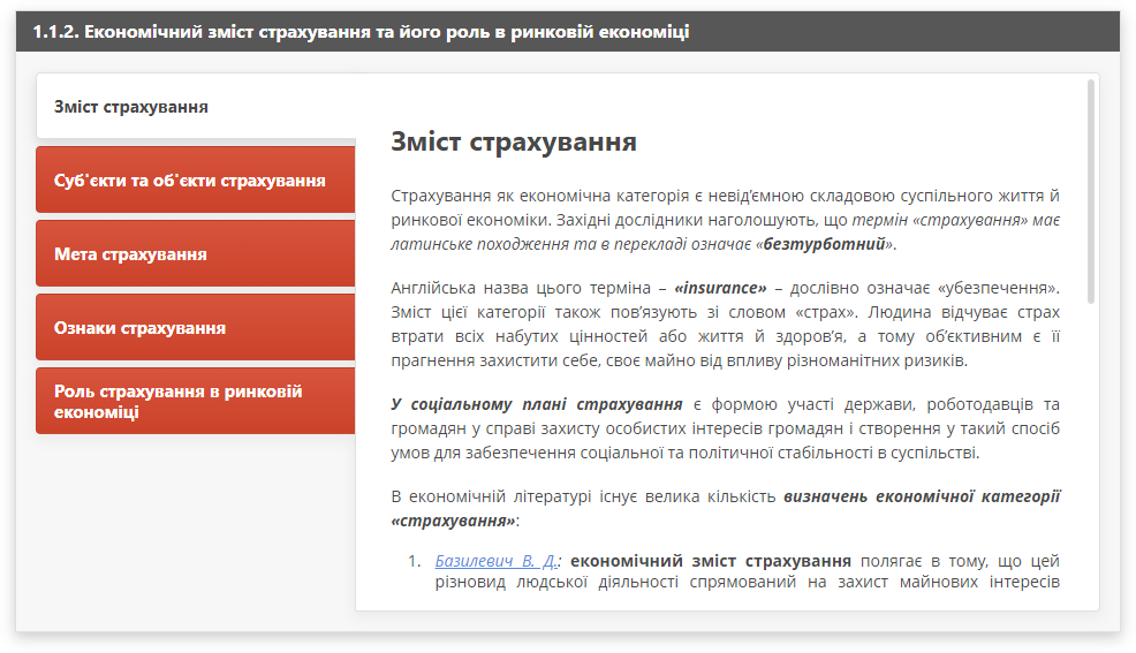 1.1.2. Економічний зміст страхування та його роль в ринковій економіці
Зміст страхування
Суб'єкти та об'єкти страхування
Мета страхування
Ознаки страхування
Роль страхування в ринковій
економіці
Зміст страхування
Страхування як економічна категорія є невід’ємною складовою суспільного життя й
ринкової економіки. Західні дослідники наголошують, що термін «страхування» має
латинське походження та в перекладі означає «безтурботний».
Англійська назва цього терміна – «insurance» – дослівно означає «убезпечення».
Зміст цієї категорії також пов’язують зі словом «страх». Людина відчуває страх
втрати всіх набутих цінностей або життя й здоров’я, а тому об’єктивним є її
прагнення захистити себе, своє майно від впливу різноманітних ризиків.
У соціальному плані страхування є формою участі держави, роботодавців та
громадян у справі захисту особистих інтересів громадян і створення у такий спосіб
умов для забезпечення соціальної та політичної стабільності в суспільстві.
В економічній літературі існує велика кількість визначень економічної категорії
«страхування»:
1. Базилевич В. Д.: економічний зміст страхування полягає в тому, що цей
різновид людської діяльності спрямований на захист майнових інтересів